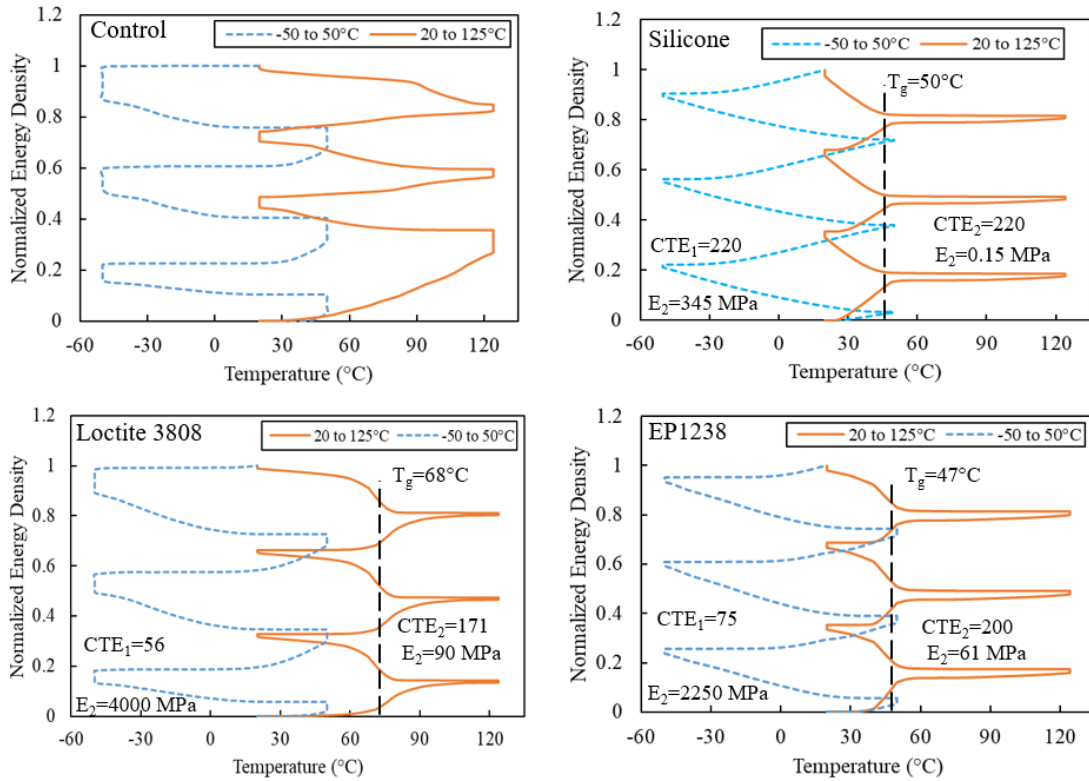 Control
-50 to 50°C
20 to 125°C
Normalized Energy Density
1.2
1
0.8
0.6
0.4
0.2
0
-60
-30
0
30
60
90
120
Temperature (°C)
Silicone
-50 to 50°C
20 to 125°C
Tg=50°C
CTE1=220
CTE2=220
E2=0.15 MPa
E2=345 MPa
Normalized Energy Density
1.2
1
0.8
0.6
0.4
0.2
0
-60
-30
0
30
60
90
120
Temperature (°C)
Loctite 3808
20 to 125°C
-50 to 50°C
Tg=68°C
CTE1=56
CTE2=171
E2=90 MPa
E2=4000 MPa
Normalized Energy Density
1.2
1
0.8
0.6
0.4
0.2
0
-60
-30
0
30
60
90
120
Temperature (°C)
EP1238
20 to 125°C
-50 to 50°C
Tg=47°C
CTE1=75
CTE2=200
E2=61 MPa
E2=2250 MPa
Normalized Energy Density
1.2
1
0.8
0.6
0.4
0.2
0
-60
-30
0
30
60
90
120
Temperature (°C)